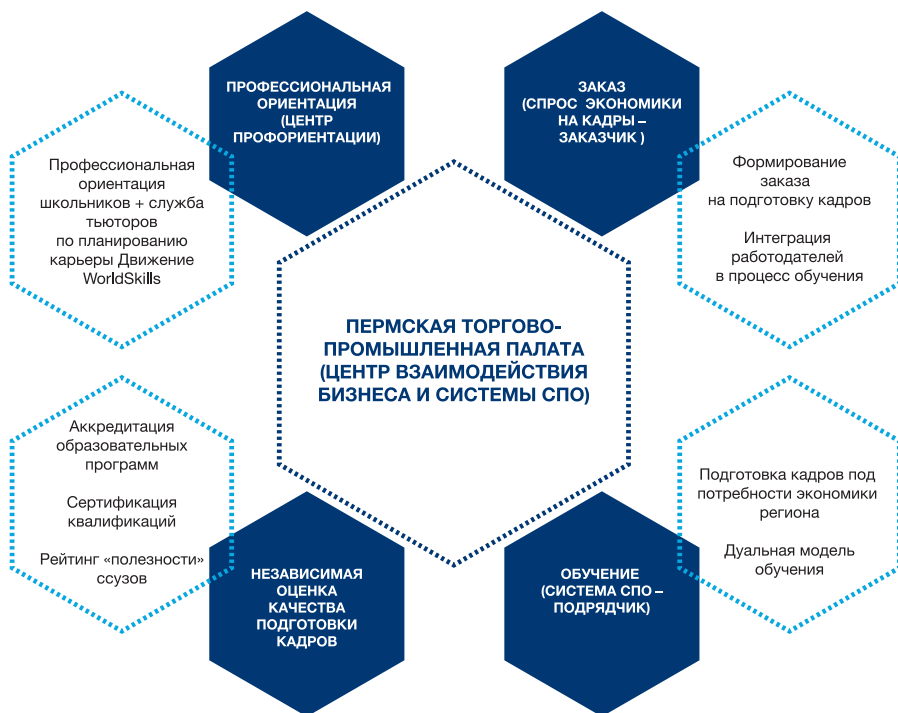 ПРОФЕССИОНАЛЬНАЯ
ОРИЕНТАЦИЯ
(ЦЕНТР
ПРОФОРИЕНТАЦИИ)
ЗАКАЗ
(СПРОС ЭКОНОМИКИ
НА КАДРЫ –
ЗАКАЗЧИК )
Профессиональная
ориентация
школьников + служба
тьюторов
по планированию
карьеры Движение
WorldSkills
Формирование
заказа
на подготовку кадров
Интеграция
работодателей
в процесс обучения
ПЕРМСКАЯ ТОРГОВО-
ПРОМЫШЛЕННАЯ ПАЛАТА
(ЦЕНТР ВЗАИМОДЕЙСТВИЯ
БИЗНЕСА И СИСТЕМЫ СПО)
Аккредитация
образовательных
программ
Сертификация
квалификаций
Рейтинг «полезности»
ссузов
Подготовка кадров под
потребности экономики
региона
Дуальная модель
обучения
НЕЗАВИСИМАЯ
ОЦЕНКА
КАЧЕСТВА
ПОДГОТОВКИ
КАДРОВ
ОБУЧЕНИЕ
(СИСТЕМА СПО –
ПОДРЯДЧИК)